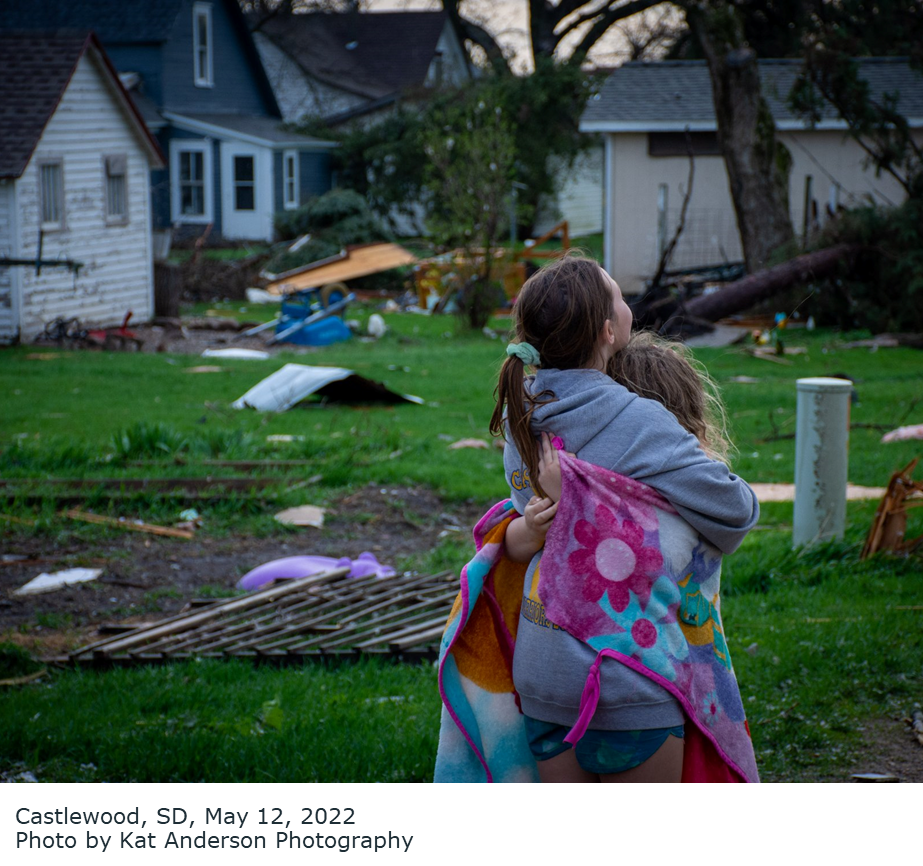 Castlewood, SD, May 12, 2022
Photo by Kat Anderson Photography